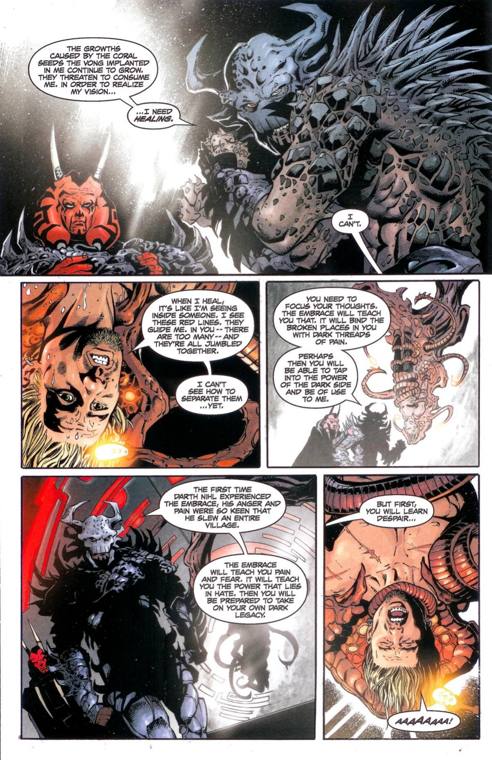 THE GROWTHS
CAUSED BY THE CORAL
SEEDS THE VONG IMPLANTED
IN ME CONTINUE TO GROW.
THEY THREATEN TO CONSUME
ME. IN ORDER TO REALIZE
MY VISION...
...I NEED
HEALING.
I
CAN'T.
WHEN I HEAL,
IT'S LIKE I'M SEEING
INSIDE SOMEONE. I SEE
THESE RED LINES. THEY
GUIDE ME. IN YOU -- THERE
ARE TOO MANY -- AND
THEY'RE ALL JUMBLED
TOGETHER.
I CAN'T
SEE HOW TO
SEPARATE THEM
...YET.
YOU NEED TO
FOCUS YOUR THOUGHTS.
THE EMBRACE WILL TEACH
YOU THAT. IT WILL BIND THE
BROKEN PLACES IN YOU
WITH DARK THREADS
OF PAIN.
PERHAPS
THEN YOU WILL
BE ABLE TO TAP
INTO THE POWER
OF THE DARK SIDE
AND BE OF USE
TO ME.
THE FIRST TIME
DARTH NIHL EXPERIENCED
THE EMBRACE, HIS ANGER AND
PAIN WERE SO KEEN THAT
HE SLEW AN ENTIRE
VILLAGE.
THE EMBRACE
WILL TEACH YOU PAIN
AND FEAR. IT WILL TEACH
YOU THE POWER THAT LIES
IN HATE. THEN YOU WILL
BE PREPARED TO TAKE
ON YOUR OWN DARK
LEGACY.
BUT FIRST,
YOU WILL LEARN
DESPAIR...
AAAAAAAA!